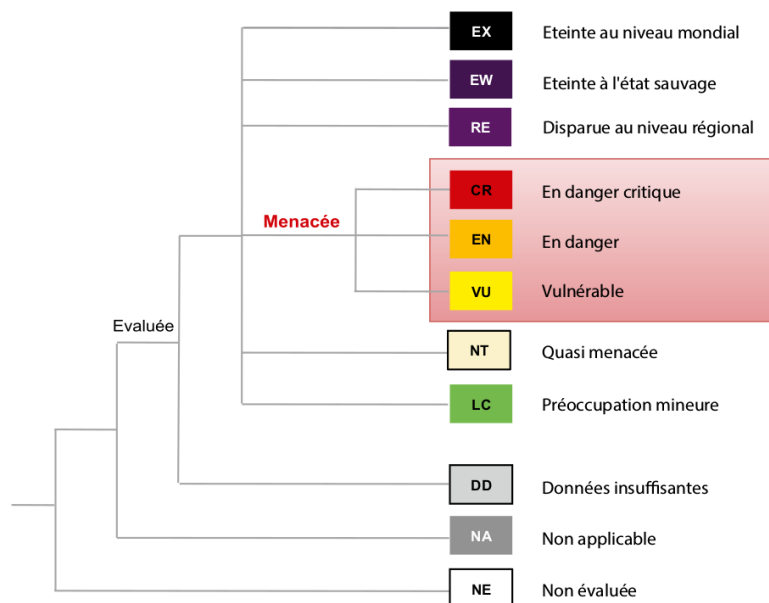 EX Eteinte au niveau mondial
EW Eteinte à l'état sauvage
RE Disparue au niveau régional
CR En danger critique
Menacée
EN En danger
VU Vulnérable
Evaluée
NT Quasi menacée
LC Préoccupation mineure
DD Données insuffisantes
NA Non applicable
NE Non évaluée